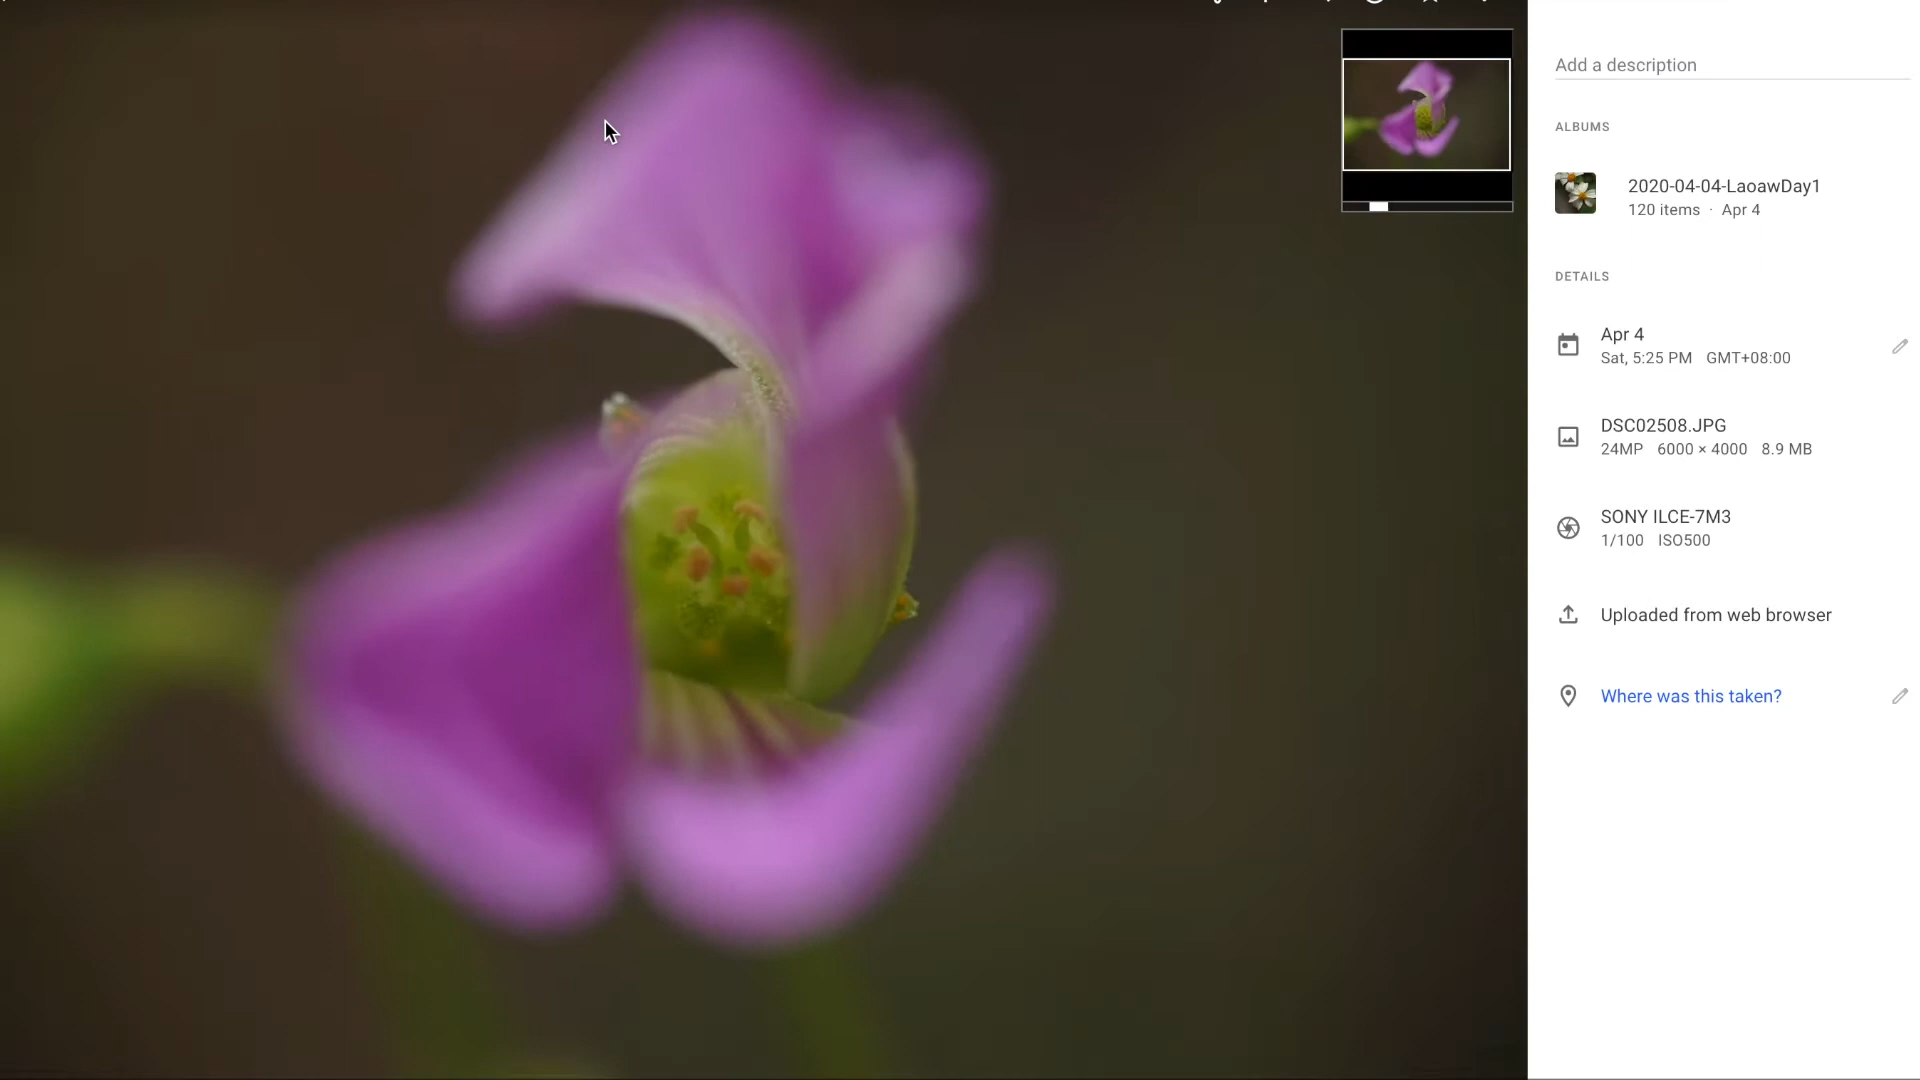 Add a description
ALBUMS
2020-04-04-LaoawDay1
120 items · Apr 4
DETAILS
Apr 4
Sat, 5:25 PM GMT+08:00
DSC02508.JPG
24MP 6000 × 4000 8.9 MB
SONY ILCE-7M3
1/100 ISO500
Uploaded from web browser
Where was this taken?